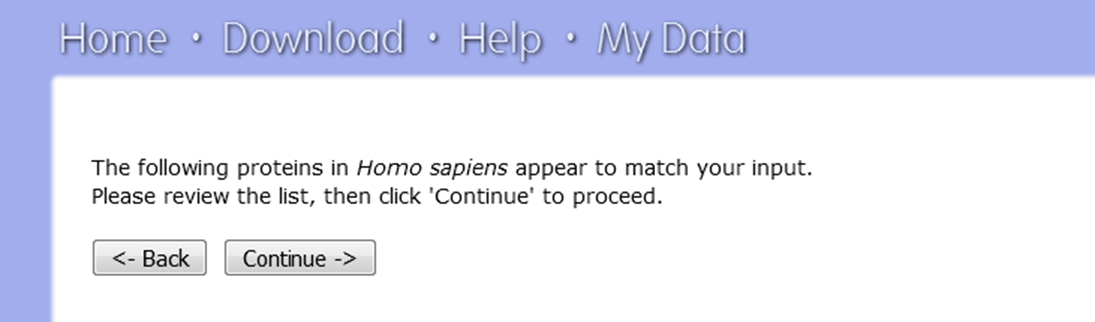 Home • Download • Help • My Data
The following proteins in Homo sapiens appear to match your input.
Please review the list, then click 'Continue' to proceed.
<- Back Continue ->